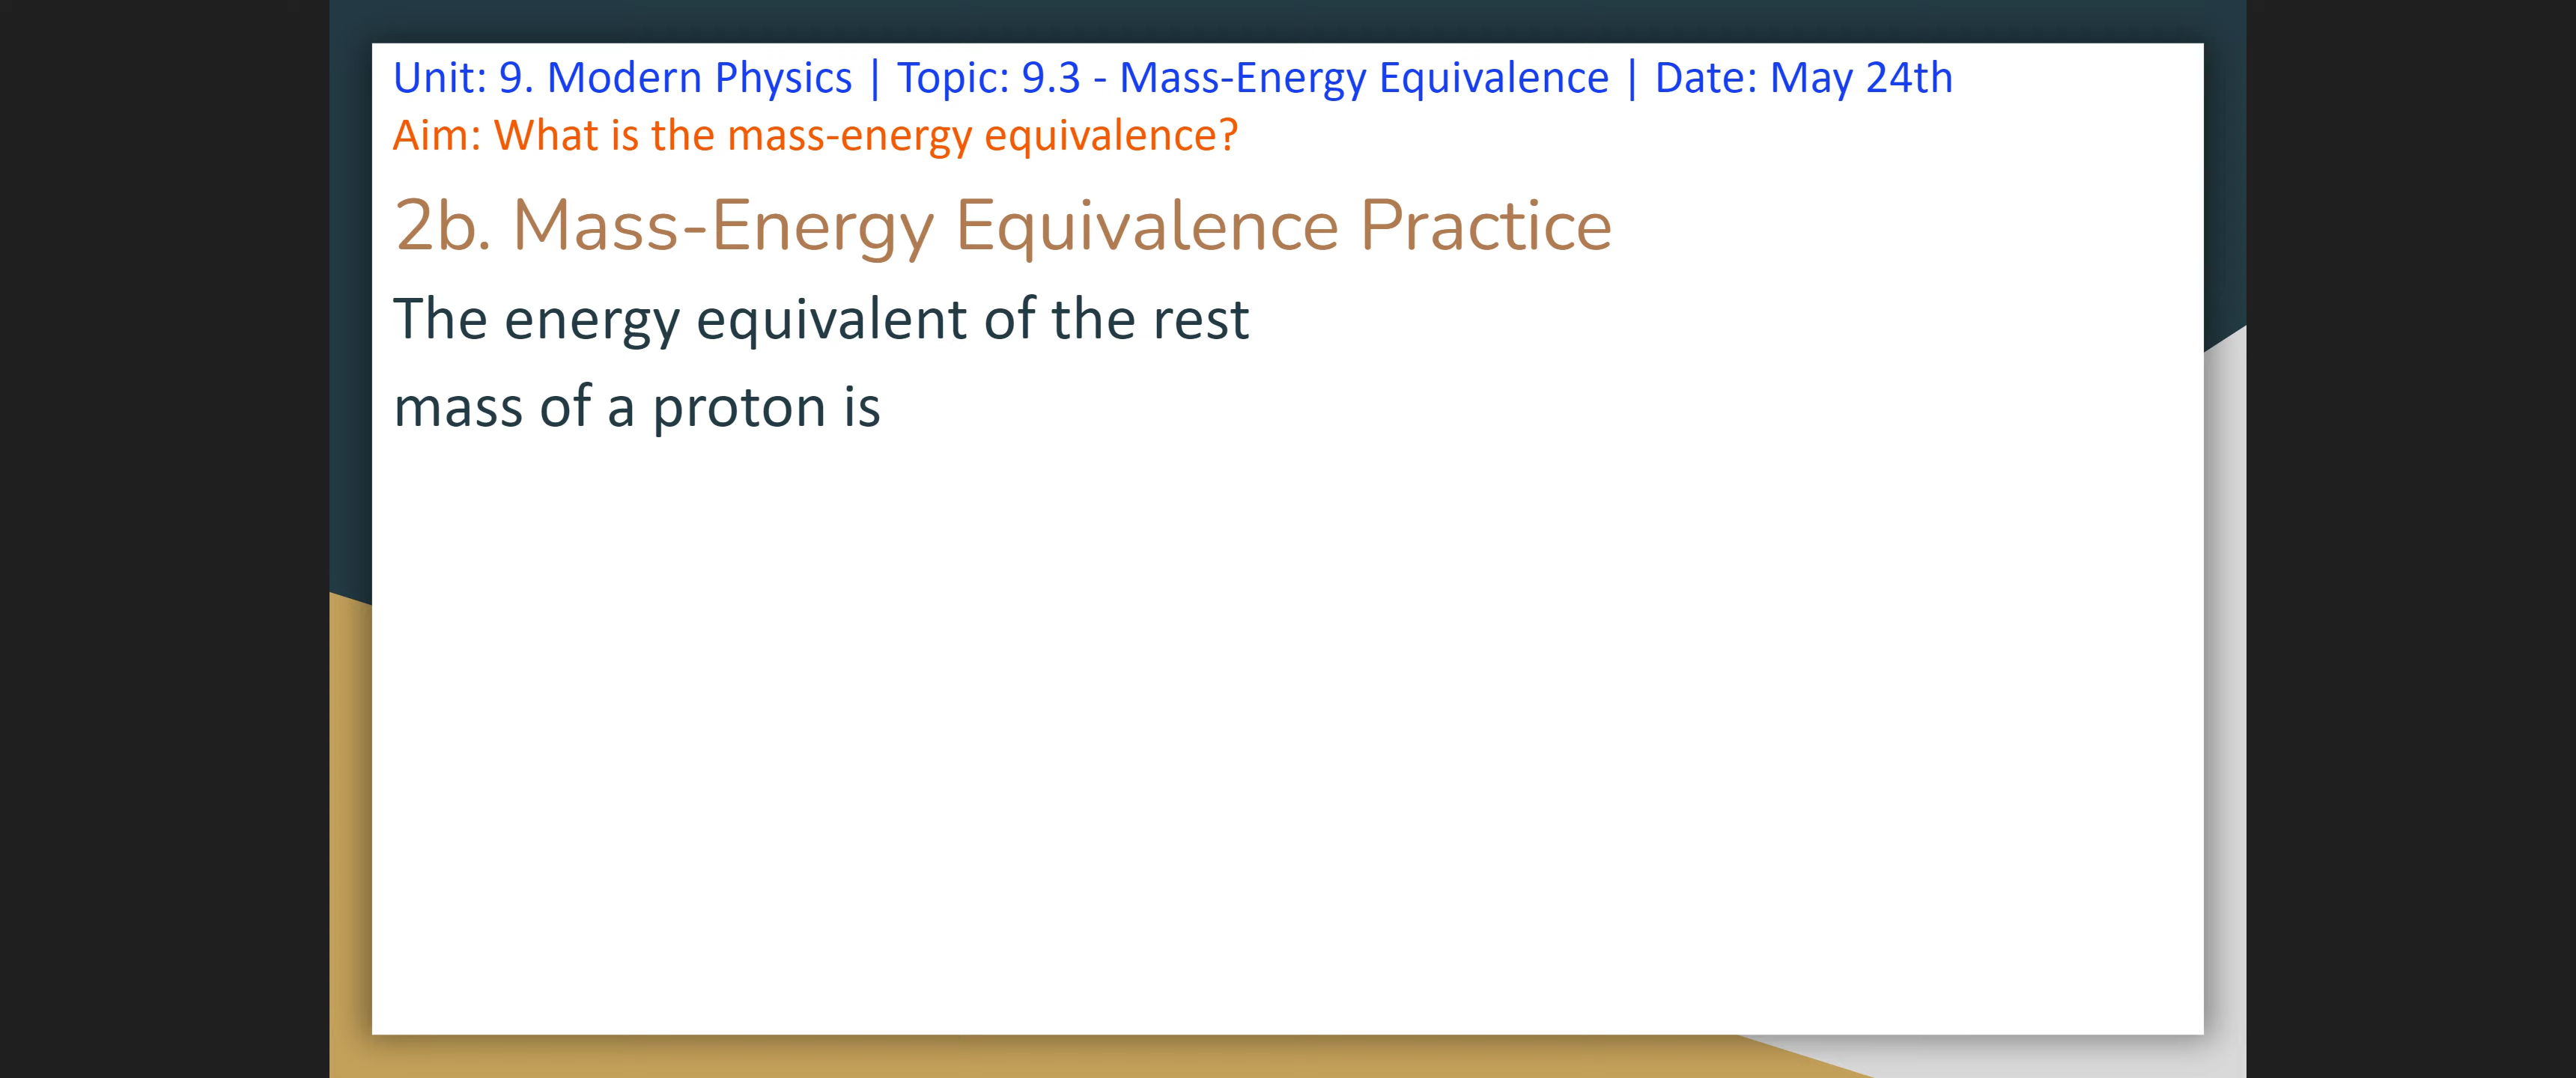 Unit: 9. Modern Physics | Topic: 9.3 - Mass-Energy Equivalence | Date: May 24th
Aim: What is the mass-energy equivalence?
2b. Mass-Energy Equivalence Practice
The energy equivalent of the rest
mass of a proton is